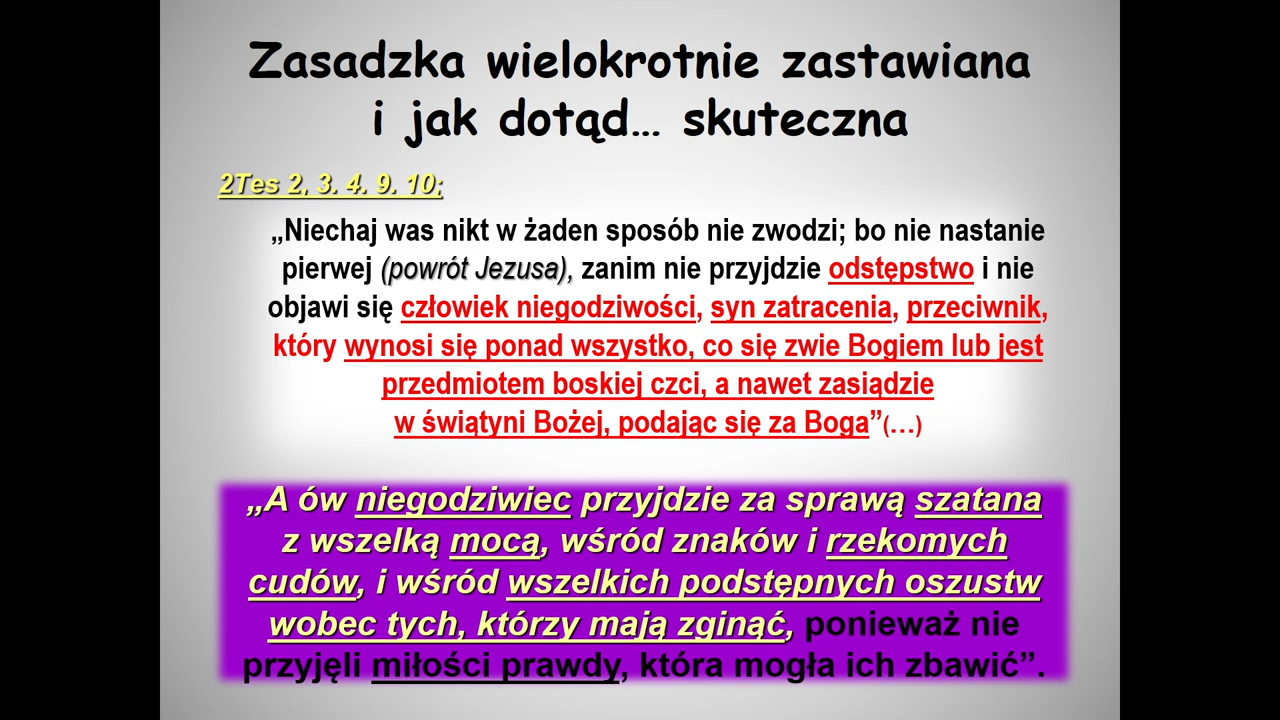 Zasadzka wielokrotnie zastawiana
i jak dotąd... skuteczna
2Tes 2, 3. 4. 9. 10;
„Niechaj was nikt w żaden sposób nie zwodzi; bo nie nastanie
pierwej (powrót Jezusa), zanim nie przyjdzie odstępstwo i nie
objawi się człowiek niegodziwości, syn zatracenia, przeciwnik,
który wynosi się ponad wszystko, co się zwie Bogiem lub jest
przedmiotem boskiej czci, a nawet zasiądzie
w świątyni Bożej, podając się za Boga”(…)
„A ów niegodziwiec przyjdzie za sprawą szatana
z wszelką mocą, wśród znaków i rzekomych
cudów, i wśród wszelkich podstępnych oszustw
wobec tych, którzy mają zginąć, ponieważ nie
przyjęli miłości prawdy, która mogła ich zbawić”.